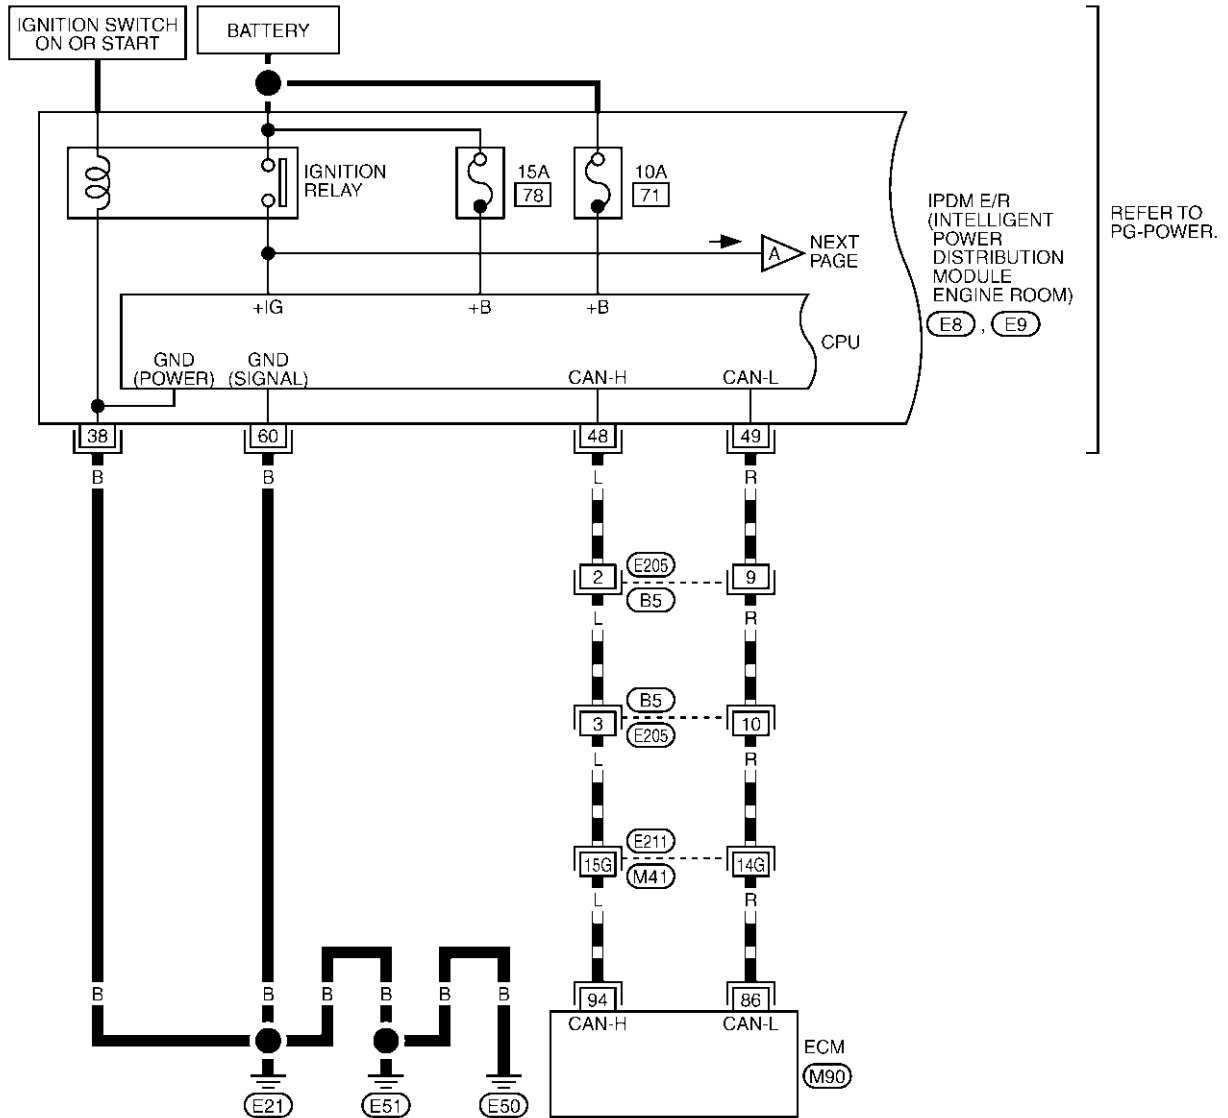 IGNITION SWITCH
ON OR START
BATTERY
IGNITION
RELAY
15A
78
10A
71
A
NEXT
PAGE
IPDM E/R
(INTELLIGENT
POWER
DISTRIBUTION
MODULE
ENGINE ROOM)
E8 , E9
REFER TO
PG-POWER.
+IG
+B
+B
CPU
GND
(POWER)
GND
(SIGNAL)
CAN-H
CAN-L
38
60
48
49
B
B
L
R
2
E205
B5
9
L
R
3
B5
E205
10
L
R
15G
E211
M41
14G
L
R
B
B
B
B
B
B
94
86
CAN-H
CAN-L
ECM
M90
E21
E51
E50